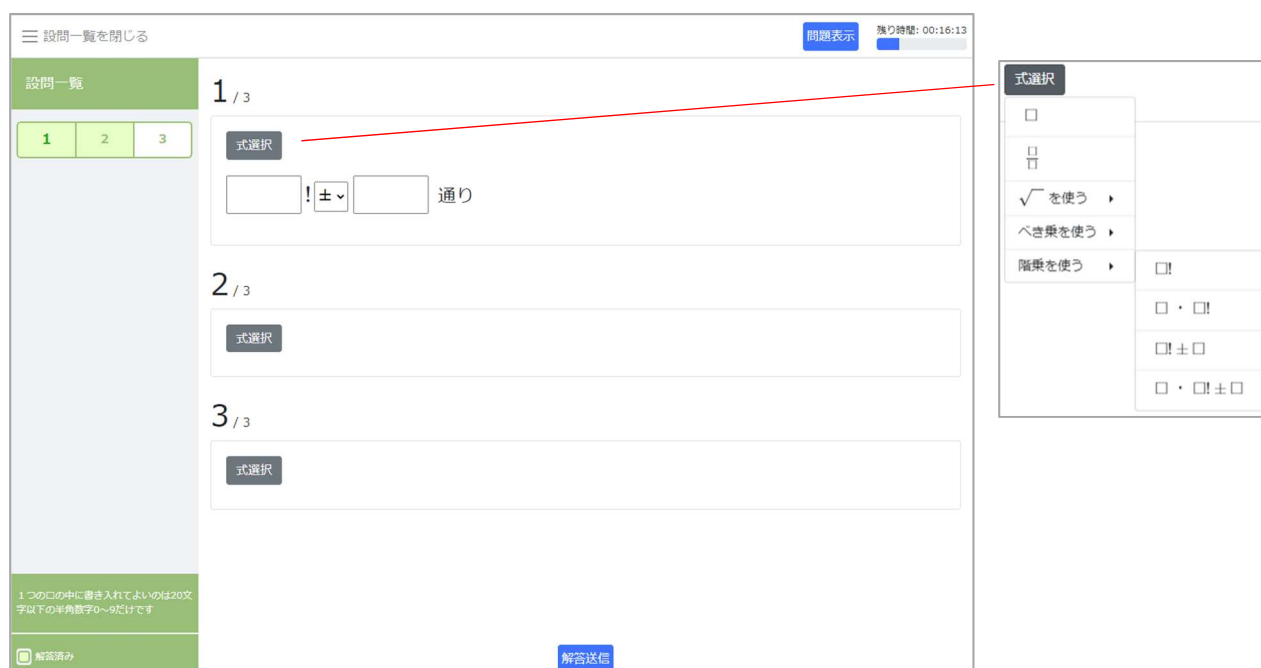 設問一覧を閉じる
問題表示
残り時間: 00:16:13
設問一覧
1 2 3
1 / 3
式選択
! ± 通り
2 / 3
式選択
3 / 3
式選択
1つの口の中に書き入れてよいのは20文
字以下の半角数字0～9だけです
解答済み
解答送信
式選択
□
□/□
√ を使う
べき乗を使う
階乗を使う
□!
□・□!
□!±□
□・□!±□